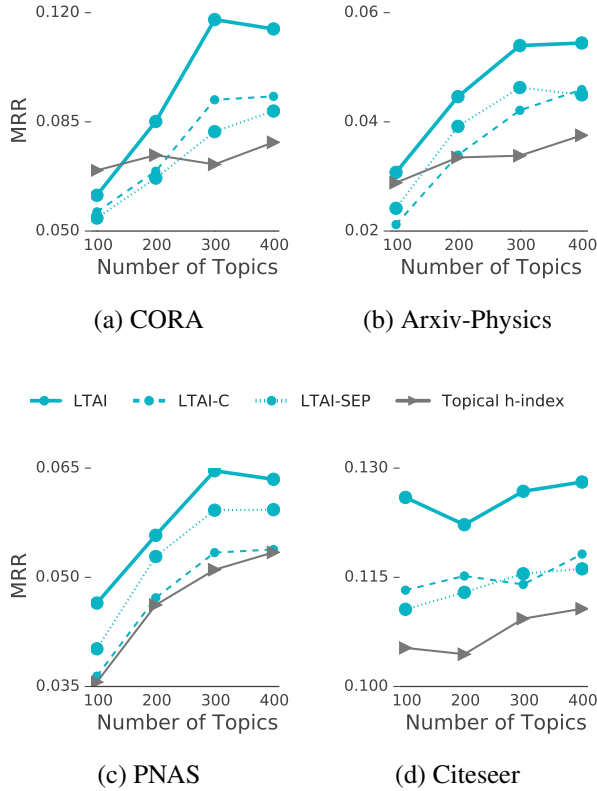 0.120
0.085
0.050
MRR
100 200 300 400
Number of Topics
(a) CORA
0.06
0.04
0.02
100 200 300 400
Number of Topics
(b) Arxiv-Physics
LTAI LTAI-C LTAI-SEP Topical h-index
0.065
0.050
0.035
MRR
100 200 300 400
Number of Topics
(c) PNAS
0.130
0.115
0.100
100 200 300 400
Number of Topics
(d) Citeseer